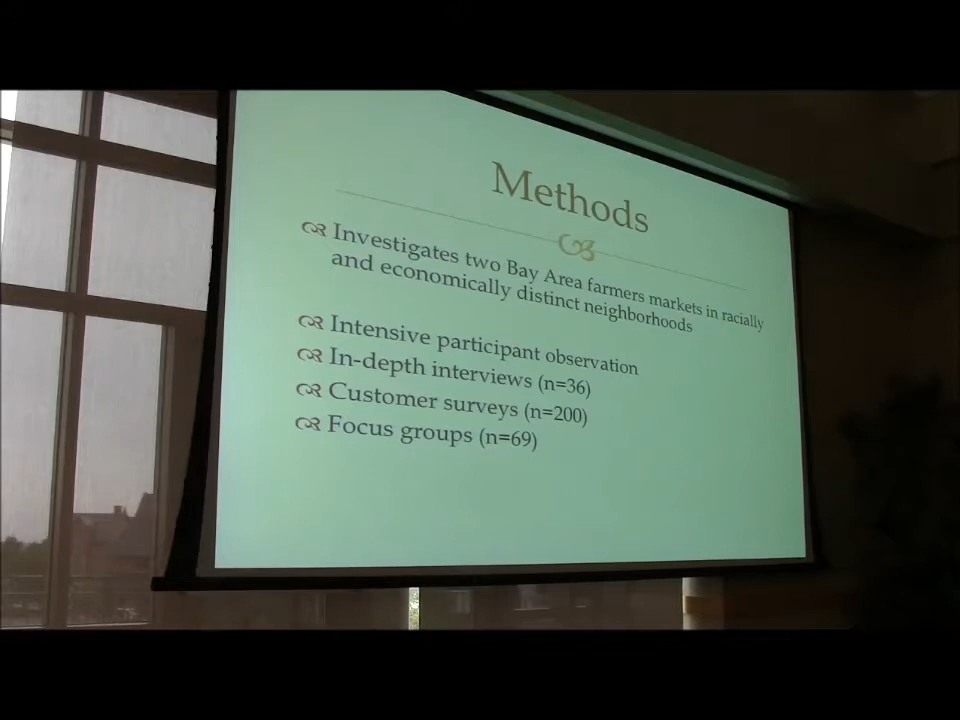 Methods
Investigates two Bay Area farmers markets in racially
and economically distinct neighborhoods
Intensive participant observation
In-depth interviews (n=36)
Customer surveys (n=200)
Focus groups (n=69)